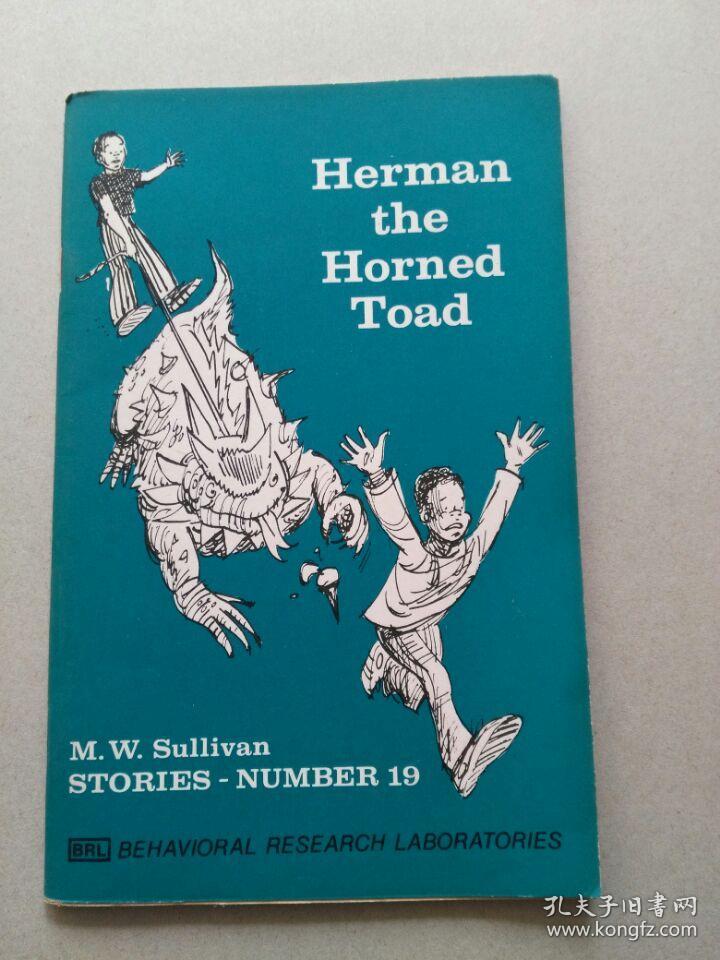 Herman
the
Horned
Toad
M. W. Sullivan
STORIES - NUMBER 19
BRL BEHAVIORAL RESEARCH LABORATORIES
孔夫子旧书网
www.kongfz.com